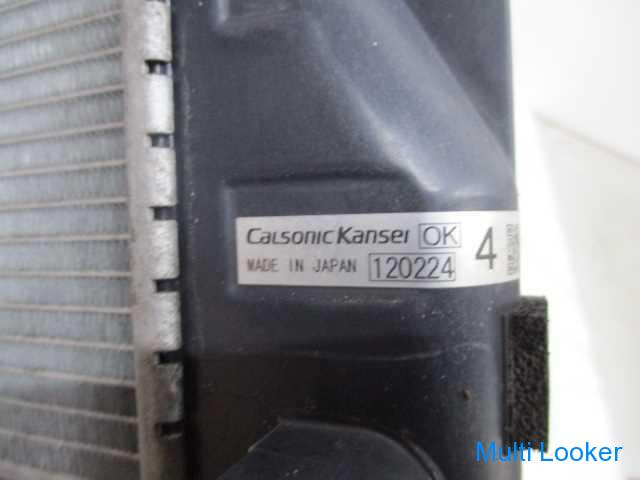 CalsonicKansei OK 4
MADE IN JAPAN 120224
Multi Looker